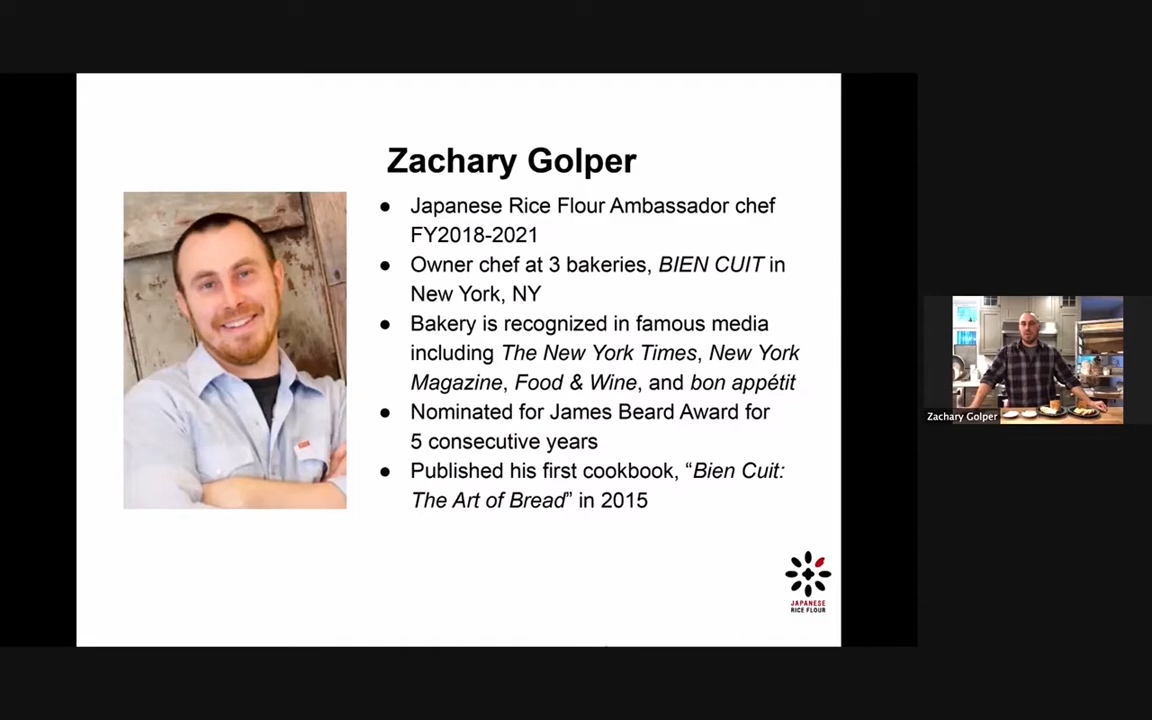 Zachary Golper
● Japanese Rice Flour Ambassador chef
FY2018-2021
● Owner chef at 3 bakeries, BIEN CUIT in
New York, NY
● Bakery is recognized in famous media
including The New York Times, New York
Magazine, Food & Wine, and bon appétit
● Nominated for James Beard Award for
5 consecutive years
● Published his first cookbook, “Bien Cuit:
The Art of Bread” in 2015
JAPANESE
RICE FLOUR
Zachary Golper